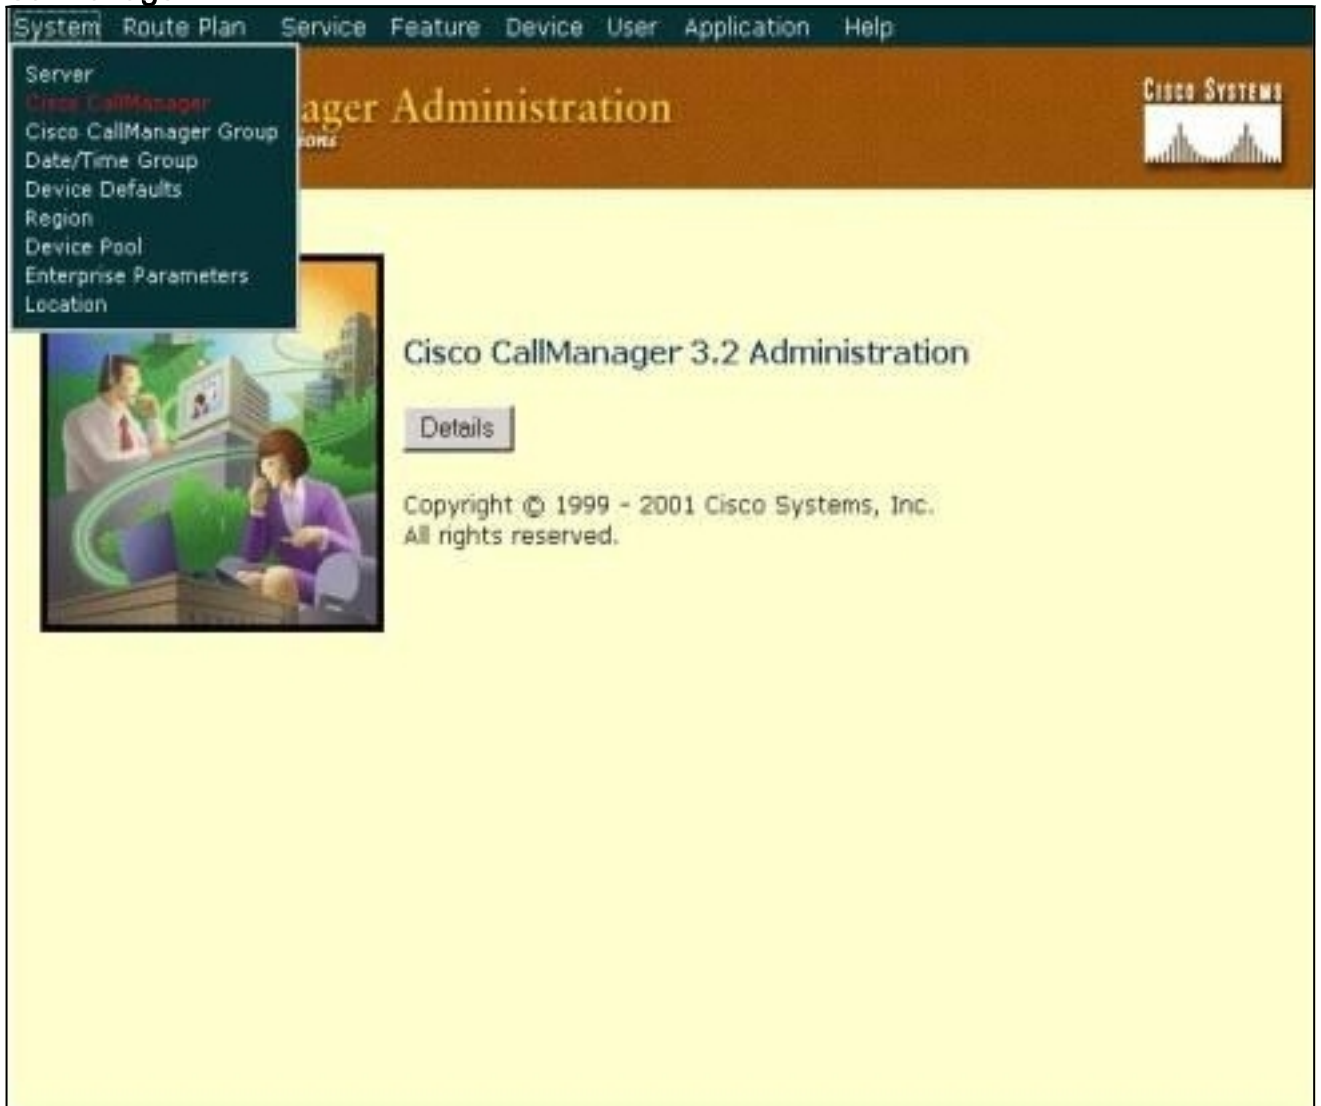 System Route Plan Service Feature Device User Application Help
Server
Cisco CallManager
Cisco CallManager Group
Date/Time Group
Device Defaults
Region
Device Pool
Enterprise Parameters
Location
ager Administration
ions
CISCO SYSTEMS
Cisco CallManager 3.2 Administration
Details
Copyright © 1999 - 2001 Cisco Systems, Inc.
All rights reserved.